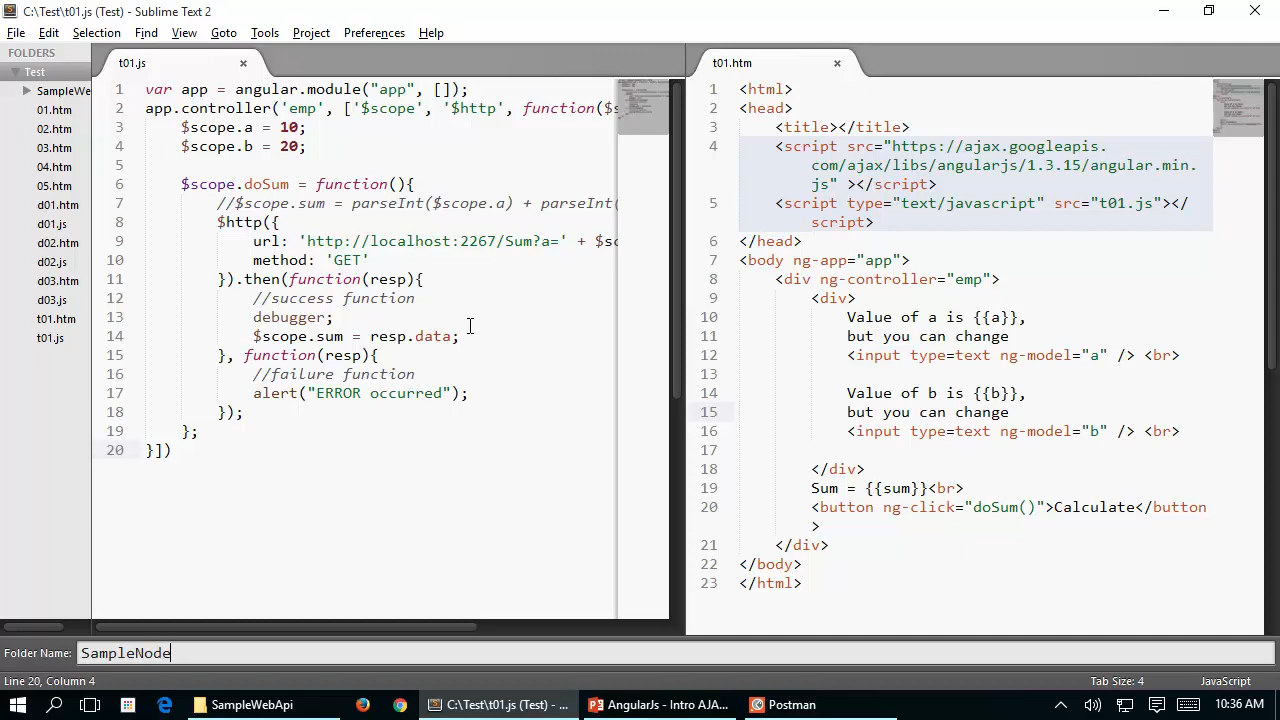 C:\Test\t01.js (Test) - Sublime Text 2
File Edit Selection Find View Goto Tools Project Preferences Help
FOLDERS
Test
SampleWe
01.htm
02.htm
03.htm
04.htm
05.htm
d01.htm
d01.js
d02.htm
d02.js
d03.htm
d03.js
t01.htm
t01.js
t01.js ×
1 var app = angular.module("app", []);
2 app.controller('emp', ['$scope', '$http', function($s
3 $scope.a = 10;
4 $scope.b = 20;
5
6 $scope.doSum = function(){
7 //$scope.sum = parseInt($scope.a) + parseInt(
8 $http({
9 url: 'http://localhost:2267/Sum?a=' + $sc
10 method: 'GET'
11 }).then(function(resp){
12 //success function
13 debugger;
14 $scope.sum = resp.data;
15 }, function(resp){
16 //failure function
17 alert("ERROR occurred");
18 });
19 };
20 }])
t01.htm ×
1 <html>
2 <head>
3 <title></title>
4 <script src="https://ajax.googleapis.
com/ajax/libs/angularjs/1.3.15/angular.min.
js" ></script>
5 <script type="text/javascript" src="t01.js"></
script>
6 </head>
7 <body ng-app="app">
8 <div ng-controller="emp">
9 <div>
10 Value of a is {{a}},
11 but you can change
12 <input type=text ng-model="a" /> <br>
13
14 Value of b is {{b}},
15 but you can change
16 <input type=text ng-model="b" /> <br>
17
18 </div>
19 Sum = {{sum}}<br>
20 <button ng-click="doSum()">Calculate</button
>
21 </div>
22 </body>
23 </html>
Folder Name: SampleNode
Line 20, Column 4 Tab Size: 4 JavaScript
SampleWebApi C:\Test\t01.js (Test) - ... AngularJs - Intro AJA... Postman 10:36 AM